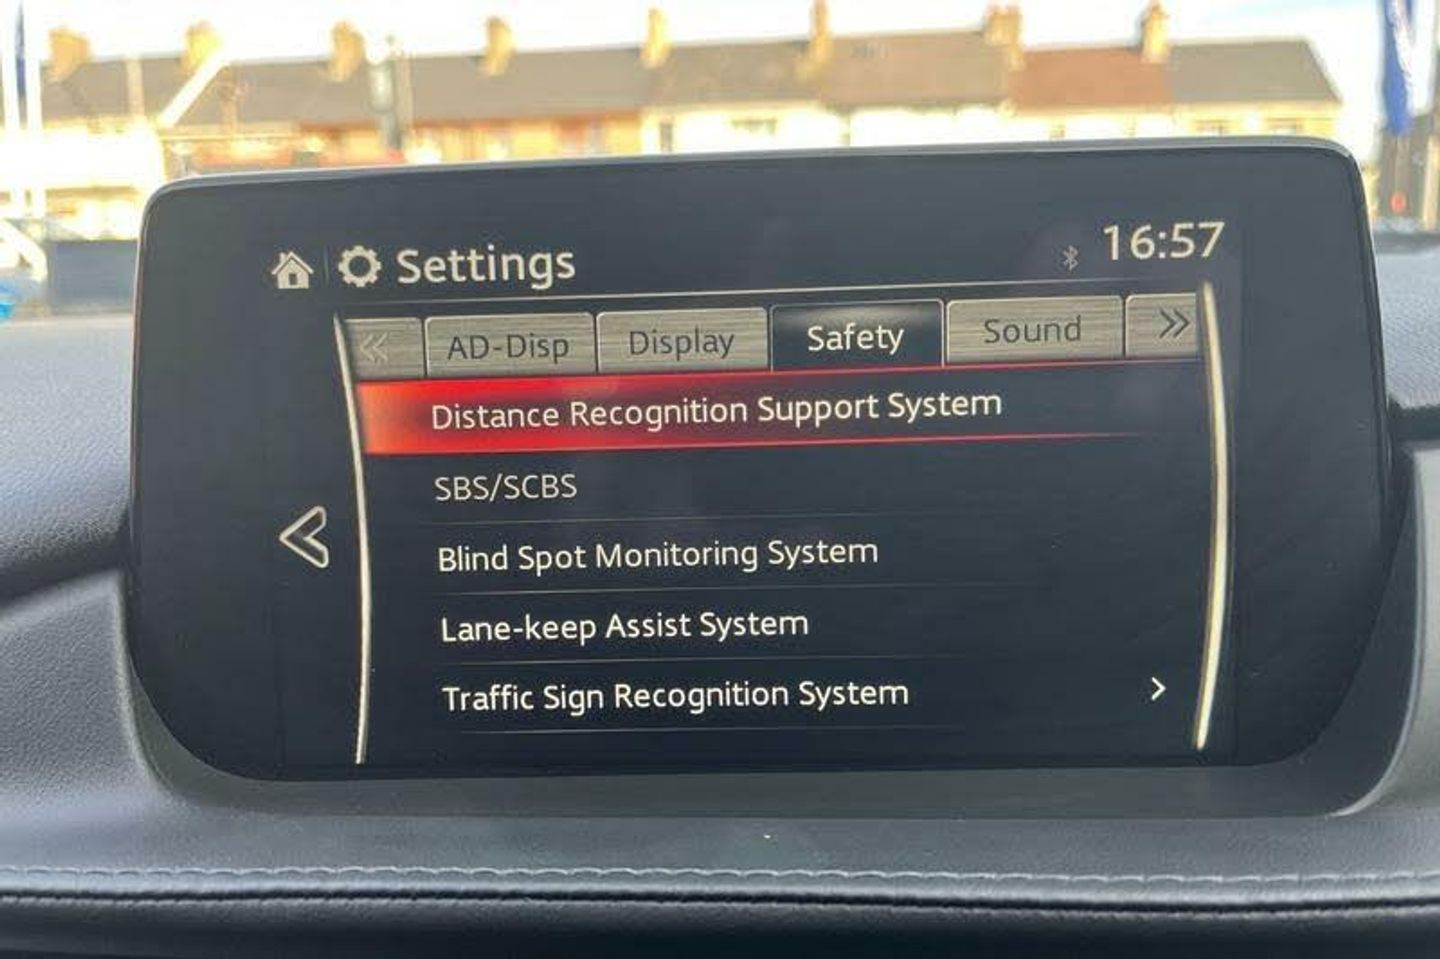 Settings
16:57
AD-Disp Display Safety Sound
Distance Recognition Support System
SBS/SCBS
Blind Spot Monitoring System
Lane-keep Assist System
Traffic Sign Recognition System